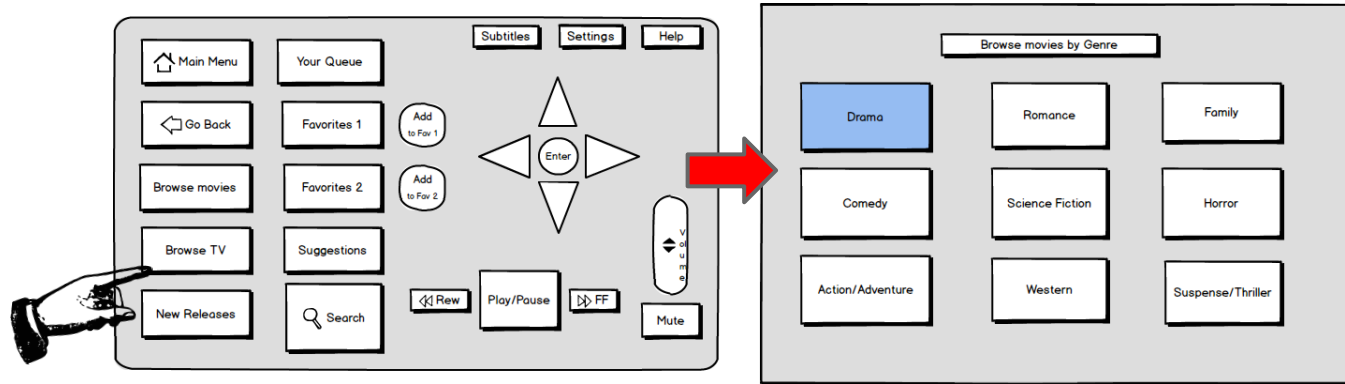 Subtitles
Settings
Help
Main Menu
Your Queue
Go Back
Favorites 1
Add
to Fav 1
Enter
Browse movies
Favorites 2
Add
to Fav 2
Browse TV
Suggestions
Volume
New Releases
Search
Rew
Play/Pause
FF
Mute
Browse movies by Genre
Drama
Romance
Family
Comedy
Science Fiction
Horror
Action/Adventure
Western
Suspense/Thriller